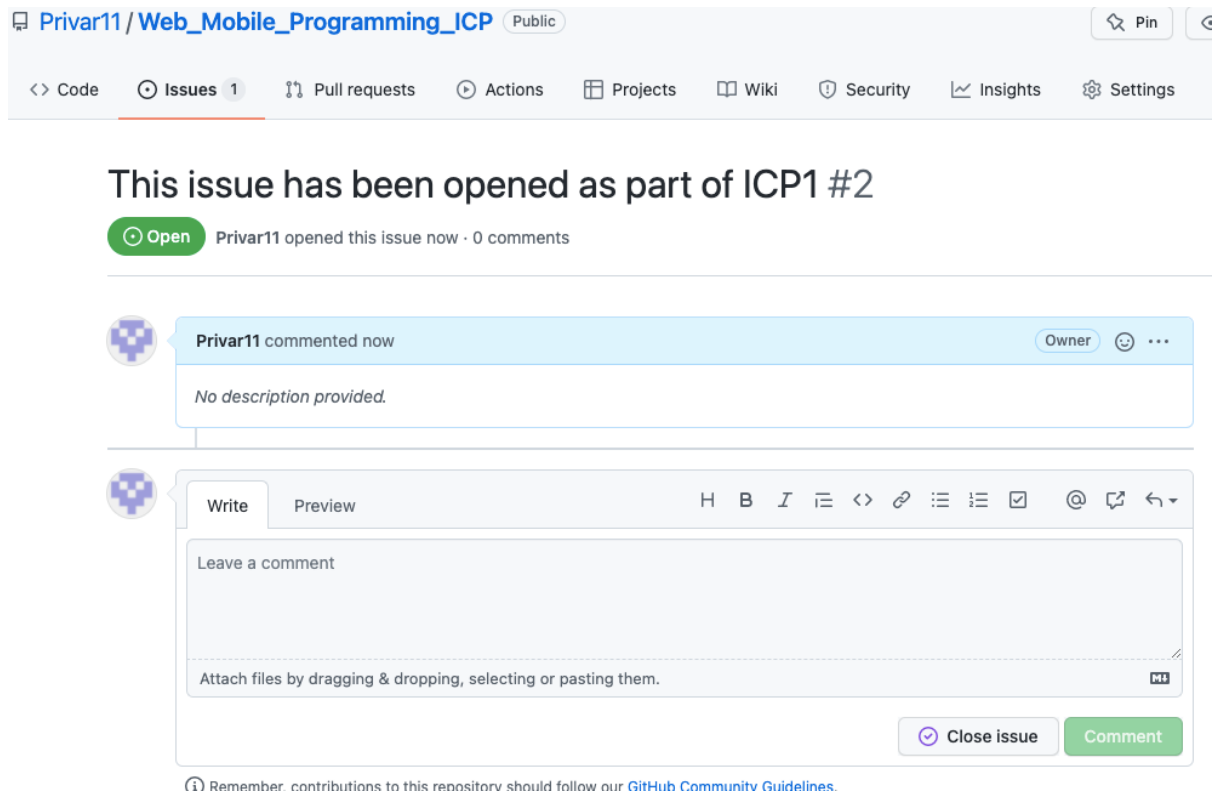 Privar11 / Web_Mobile_Programming_ICP Public Pin
Code Issues 1 Pull requests Actions Projects Wiki Security Insights Settings
This issue has been opened as part of ICP1 #2
Open Privar11 opened this issue now · 0 comments
Privar11 commented now Owner
No description provided.
Write Preview H B I
Leave a comment
Attach files by dragging & dropping, selecting or pasting them.
Close issue Comment
Remember, contributions to this repository should follow our GitHub Community Guidelines.